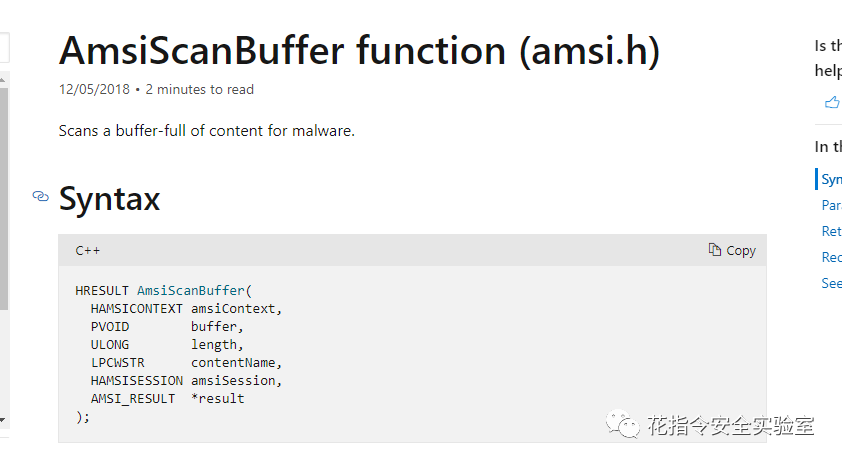 AmsiScanBuffer function (amsi.h)
12/05/2018 • 2 minutes to read
Scans a buffer-full of content for malware.
Syntax
C++
Copy
HRESULT AmsiScanBuffer(
  HAMSICONTEXT amsiContext,
  PVOID        buffer,
  ULONG        length,
  LPCWSTR      contentName,
  HAMSISESSION amsiSession,
  AMSI_RESULT  *result
);
Is th
help
In th
Syn
Para
Ret
Rec
See
花指令安全实验室